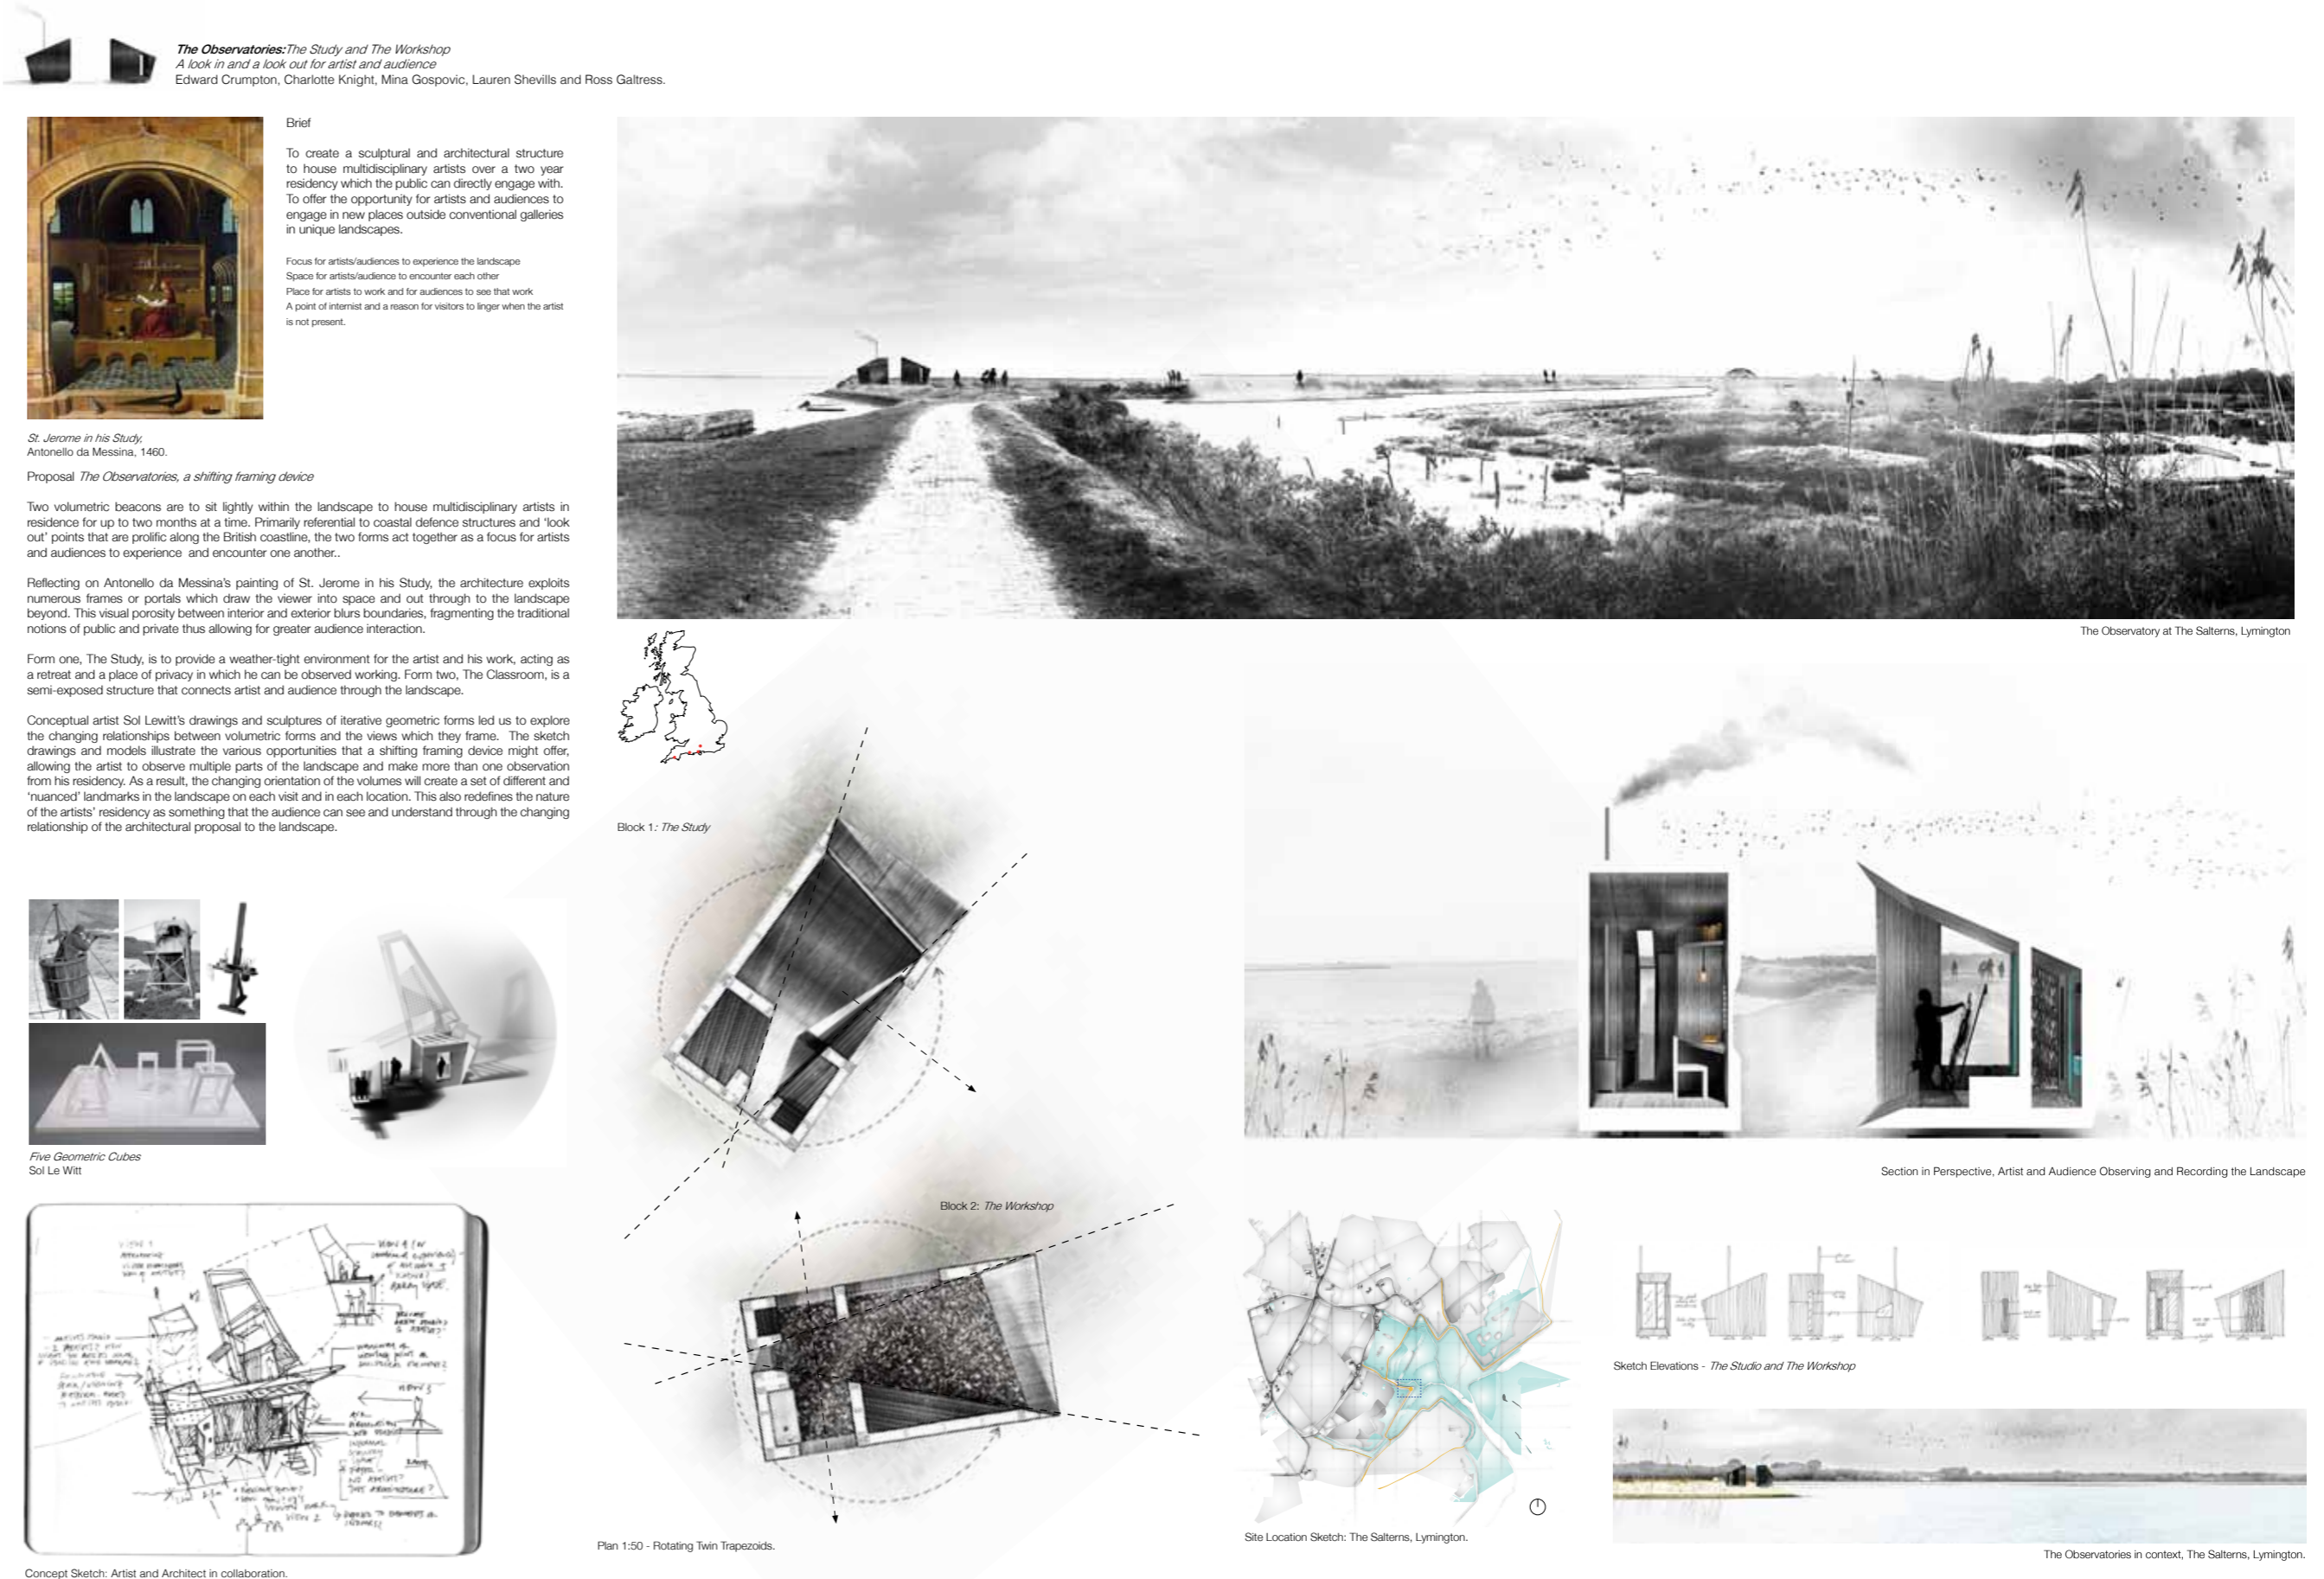 The Observatories:The Study and The Workshop
A look in and a look out for artist and audience
Edward Crumpton, Charlotte Knight, Mina Gospovic, Lauren Shevills and Ross Galtress.
Brief
To create a sculptural and architectural structure
to house multidisciplinary artists over a two year
residency which the public can directly engage with.
To offer the opportunity for artists and audiences to
engage in new places outside conventional galleries
in unique landscapes.
Focus for artists/audiences to experience the landscape
Space for artists/audience to encounter each other
Place for artists to work and for audiences to see that work
A point of internist and a reason for visitors to linger when the artist
is not present.
St. Jerome in his Study,
Antonello da Messina, 1460.
Proposal The Observatories, a shifting framing device
Two volumetric beacons are to sit lightly within the landscape to house multidisciplinary artists in
residence for up to two months at a time. Primarily referential to coastal defence structures and ‘look
out’ points that are prolific along the British coastline, the two forms act together as a focus for artists
and audiences to experience and encounter one another..
Reflecting on Antonello da Messina’s painting of St. Jerome in his Study, the architecture exploits
numerous frames or portals which draw the viewer into space and out through to the landscape
beyond. This visual porosity between interior and exterior blurs boundaries, fragmenting the traditional
notions of public and private thus allowing for greater audience interaction.
Form one, The Study, is to provide a weather-tight environment for the artist and his work, acting as
a retreat and a place of privacy in which he can be observed working. Form two, The Classroom, is a
semi-exposed structure that connects artist and audience through the landscape.
Conceptual artist Sol Lewitt’s drawings and sculptures of iterative geometric forms led us to explore
the changing relationships between volumetric forms and the views which they frame. The sketch
drawings and models illustrate the various opportunities that a shifting framing device might offer,
allowing the artist to observe multiple parts of the landscape and make more than one observation
from his residency. As a result, the changing orientation of the volumes will create a set of different and
‘nuanced’ landmarks in the landscape on each visit and in each location. This also redefines the nature
of the artists’ residency as something that the audience can see and understand through the changing
relationship of the architectural proposal to the landscape.
Five Geometric Cubes
Sol Le Witt
Concept Sketch: Artist and Architect in collaboration.
The Observatory at The Salterns, Lymington
Block 1: The Study
Block 2: The Workshop
Plan 1:50 - Rotating Twin Trapezoids.
Section in Perspective, Artist and Audience Observing and Recording the Landscape
Site Location Sketch: The Salterns, Lymington.
Sketch Elevations - The Studio and The Workshop
The Observatories in context, The Salterns, Lymington.